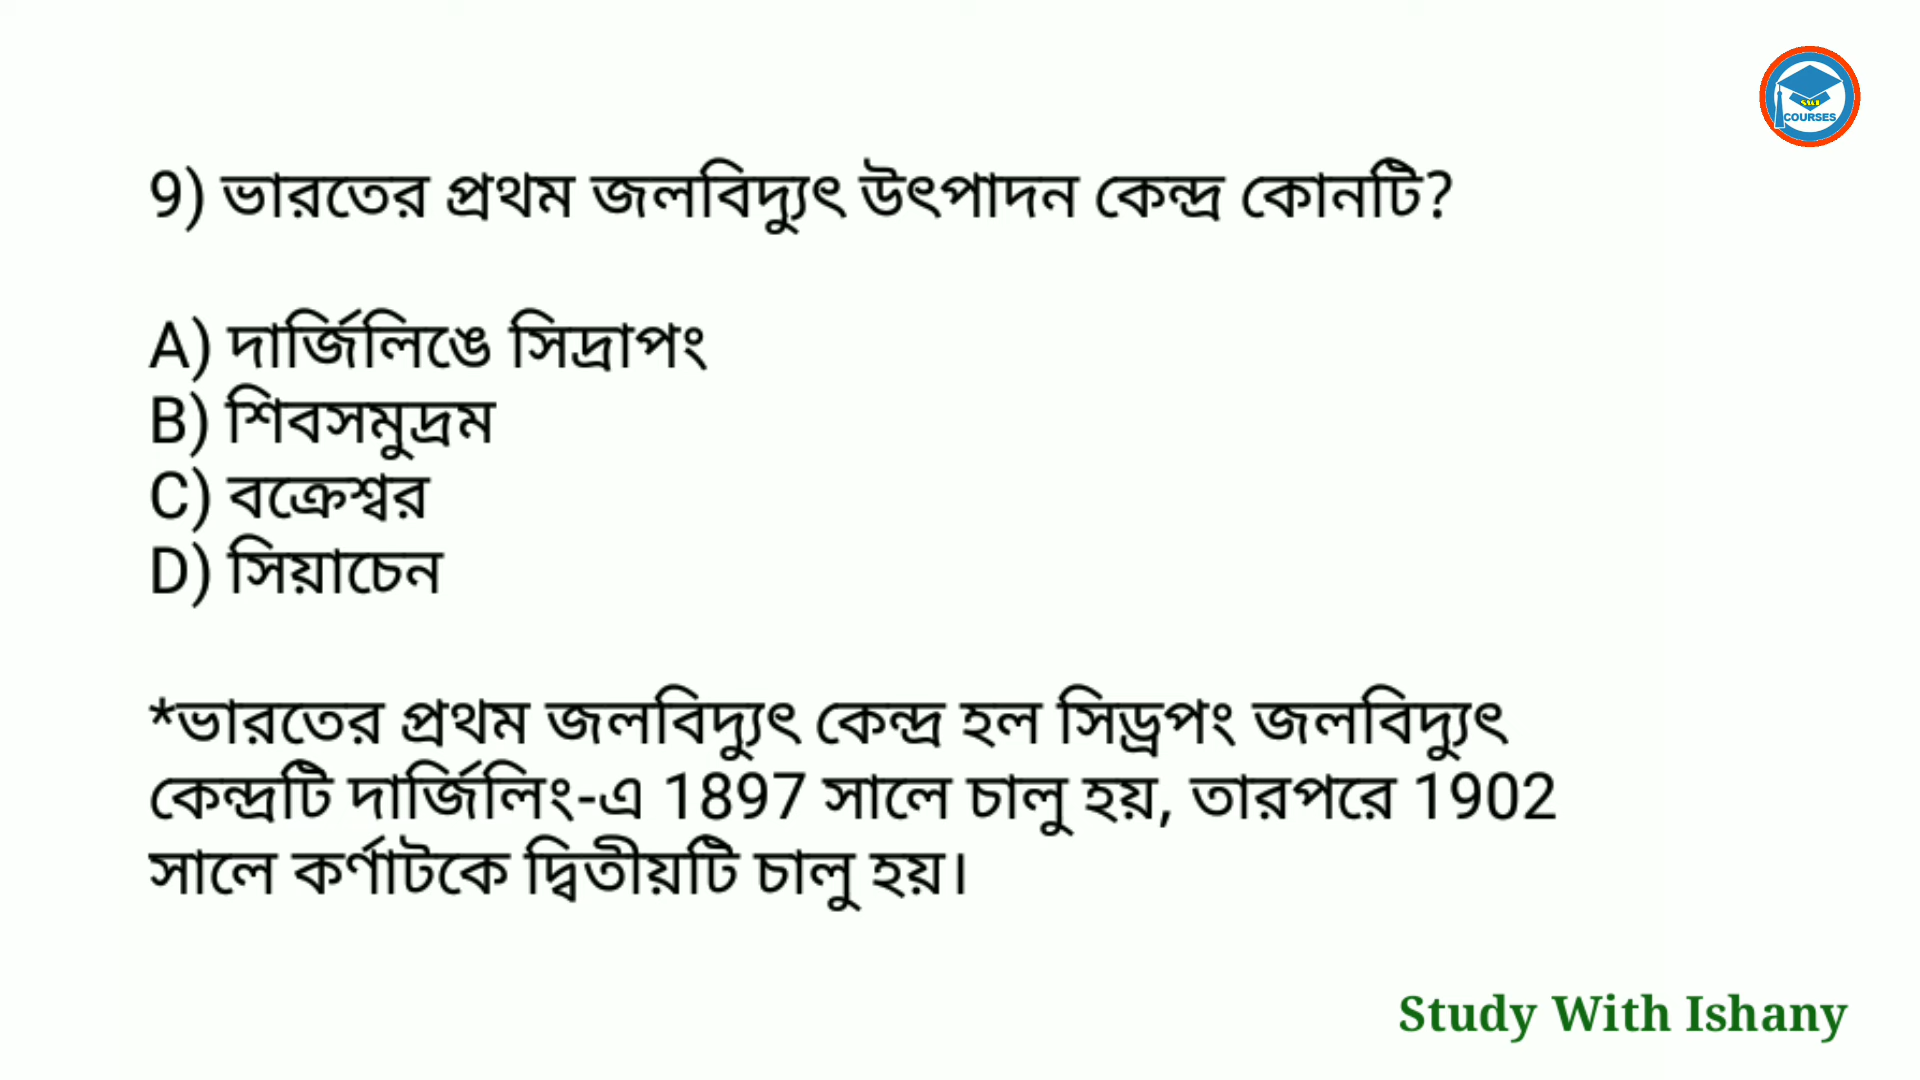 COURSES
9) ভারতের প্রথম জলবিদ্যুৎ উৎপাদন কেন্দ্র কোনটি?
A) দার্জিলিঙে সিদ্রাপং
B) শিবসমুদ্রম
C) বক্রেশ্বর
D) সিয়াচেন
*ভারতের প্রথম জলবিদ্যুৎ কেন্দ্র হল সিড্রপং জলবিদ্যুৎ
কেন্দ্রটি দার্জিলিং-এ 1897 সালে চালু হয়, তারপরে 1902
সালে কর্ণাটকে দ্বিতীয়টি চালু হয়।
Study With Ishany